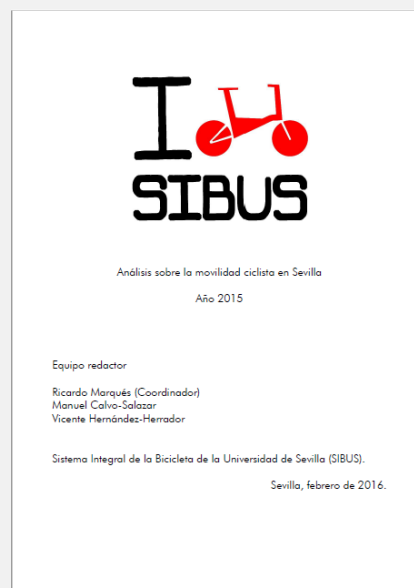 I
SIBUS
Análisis sobre la movilidad ciclista en Sevilla
Año 2015
Equipo redactor
Ricardo Marqués (Coordinador)
Manuel Calvo-Salazar
Vicente Hernández-Herrador
Sistema Integral de la Bicicleta de la Universidad de Sevilla (SIBUS).
Sevilla, febrero de 2016.